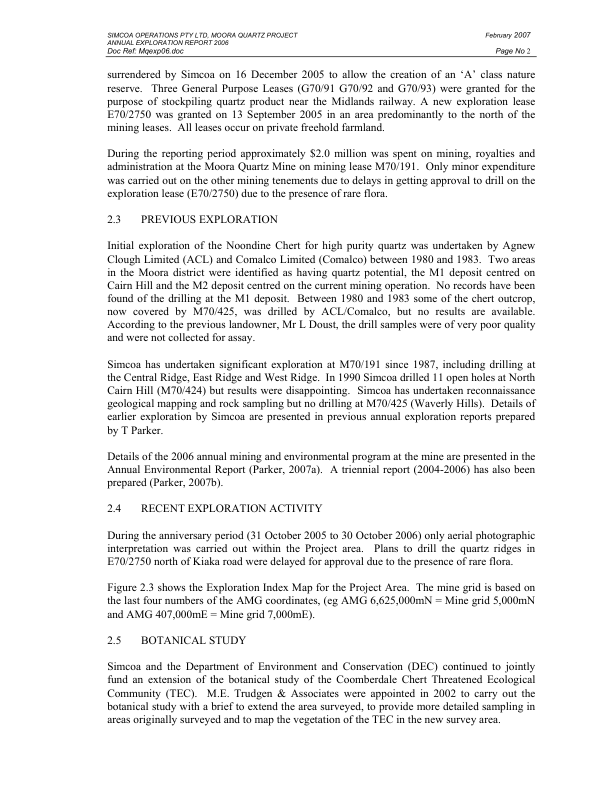 SIMCOA OPERATIONS PTY LTD, MOORA QUARTZ PROJECT February 2007
ANNUAL EXPLORATION REPORT 2006
Doc Ref: Mqexp06.doc Page No 2
surrendered by Simcoa on 16 December 2005 to allow the creation of an ‘A’ class nature
reserve. Three General Purpose Leases (G70/91 G70/92 and G70/93) were granted for the
purpose of stockpiling quartz product near the Midlands railway. A new exploration lease
E70/2750 was granted on 13 September 2005 in an area predominantly to the north of the
mining leases. All leases occur on private freehold farmland.
During the reporting period approximately $2.0 million was spent on mining, royalties and
administration at the Moora Quartz Mine on mining lease M70/191. Only minor expenditure
was carried out on the other mining tenements due to delays in getting approval to drill on the
exploration lease (E70/2750) due to the presence of rare flora.
2.3 PREVIOUS EXPLORATION
Initial exploration of the Noondine Chert for high purity quartz was undertaken by Agnew
Clough Limited (ACL) and Comalco Limited (Comalco) between 1980 and 1983. Two areas
in the Moora district were identified as having quartz potential, the M1 deposit centred on
Cairn Hill and the M2 deposit centred on the current mining operation. No records have been
found of the drilling at the M1 deposit. Between 1980 and 1983 some of the chert outcrop,
now covered by M70/425, was drilled by ACL/Comalco, but no results are available.
According to the previous landowner, Mr L Doust, the drill samples were of very poor quality
and were not collected for assay.
Simcoa has undertaken significant exploration at M70/191 since 1987, including drilling at
the Central Ridge, East Ridge and West Ridge. In 1990 Simcoa drilled 11 open holes at North
Cairn Hill (M70/424) but results were disappointing. Simcoa has undertaken reconnaissance
geological mapping and rock sampling but no drilling at M70/425 (Waverly Hills). Details of
earlier exploration by Simcoa are presented in previous annual exploration reports prepared
by T Parker.
Details of the 2006 annual mining and environmental program at the mine are presented in the
Annual Environmental Report (Parker, 2007a). A triennial report (2004-2006) has also been
prepared (Parker, 2007b).
2.4 RECENT EXPLORATION ACTIVITY
During the anniversary period (31 October 2005 to 30 October 2006) only aerial photographic
interpretation was carried out within the Project area. Plans to drill the quartz ridges in
E70/2750 north of Kiaka road were delayed for approval due to the presence of rare flora.
Figure 2.3 shows the Exploration Index Map for the Project Area. The mine grid is based on
the last four numbers of the AMG coordinates, (eg AMG 6,625,000mN = Mine grid 5,000mN
and AMG 407,000mE = Mine grid 7,000mE).
2.5 BOTANICAL STUDY
Simcoa and the Department of Environment and Conservation (DEC) continued to jointly
fund an extension of the botanical study of the Coomberdale Chert Threatened Ecological
Community (TEC). M.E. Trudgen & Associates were appointed in 2002 to carry out the
botanical study with a brief to extend the area surveyed, to provide more detailed sampling in
areas originally surveyed and to map the vegetation of the TEC in the new survey area.